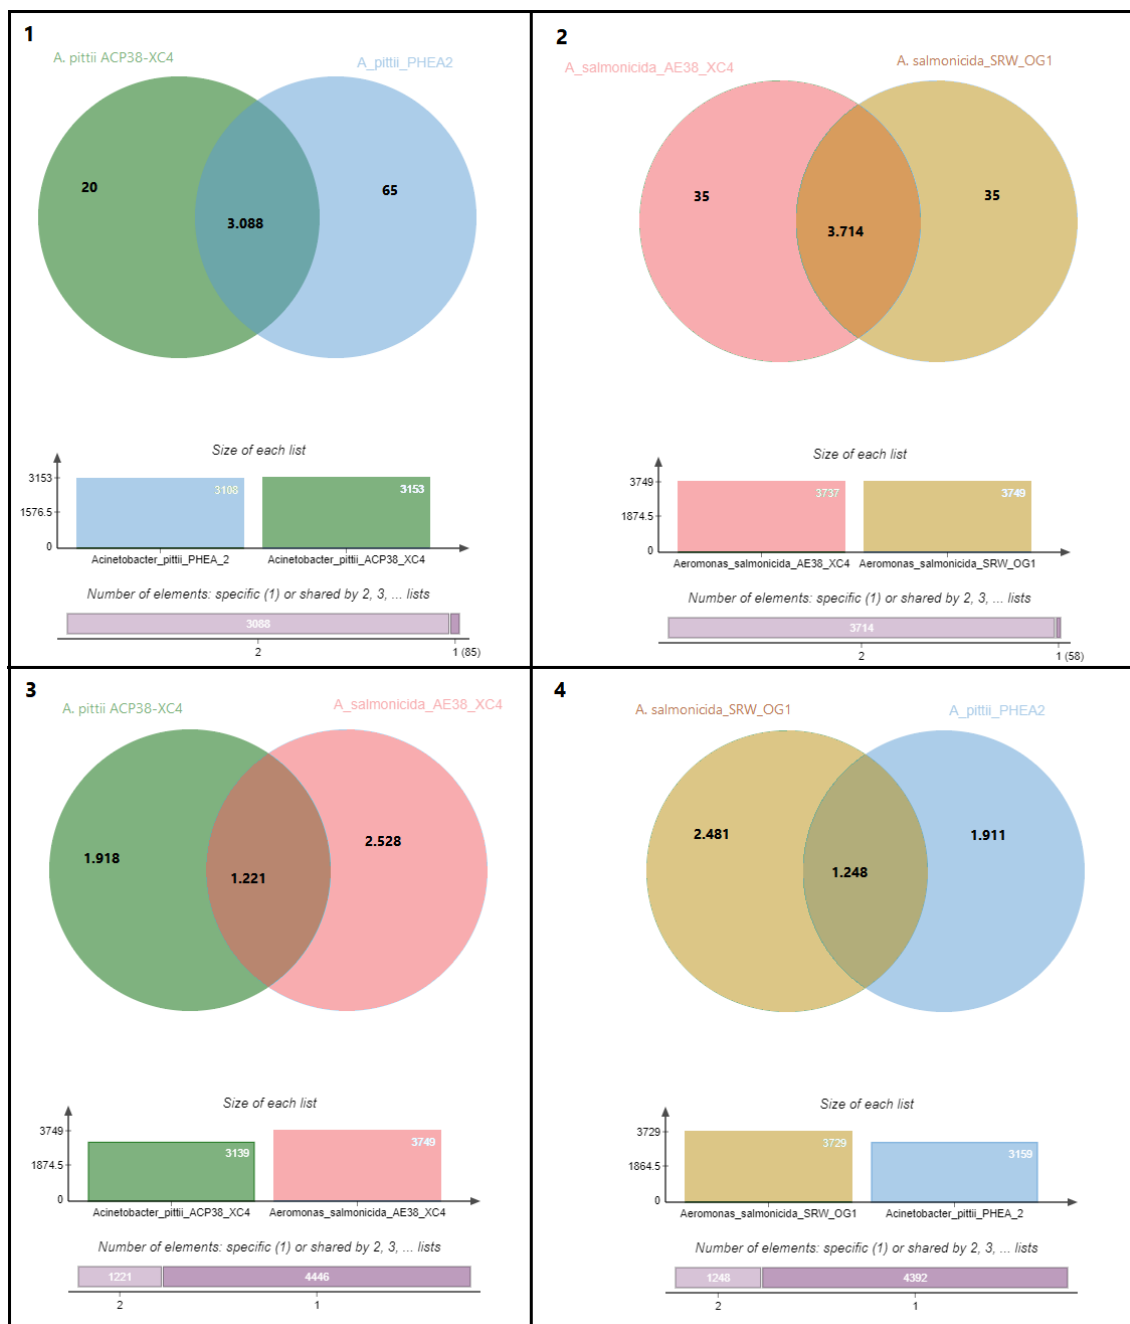 1
A. pittii ACP38-XC4
A_pittii_PHEA2
20
3.088
65
Size of each list
3153
1576.5
0
3108
3153
Acinetobacter_pittii_PHEA_2
Acinetobacter_pittii_ACP38_XC4
Number of elements: specific (1) or shared by 2, 3, ... lists
3088
2
1 (85)
2
A_salmonicida_AE38_XC4
A. salmonicida_SRW_OG1
35
3.714
35
Size of each list
3749
1874.5
0
3737
3749
Aeromonas_salmonicida_AE38_XC4
Aeromonas_salmonicida_SRW_OG1
Number of elements: specific (1) or shared by 2, 3, ... lists
3714
2
1 (58)
3
A. pittii ACP38-XC4
A_salmonicida_AE38_XC4
1.918
1.221
2.528
Size of each list
3749
1874.5
0
3139
3749
Acinetobacter_pittii_ACP38_XC4
Aeromonas_salmonicida_AE38_XC4
Number of elements: specific (1) or shared by 2, 3, ... lists
1221
4446
2
1
4
A. salmonicida_SRW_OG1
A_pittii_PHEA2
2.481
1.248
1.911
Size of each list
3729
1864.5
0
3729
3159
Aeromonas_salmonicida_SRW_OG1
Acinetobacter_pittii_PHEA_2
Number of elements: specific (1) or shared by 2, 3, ... lists
1248
4392
2
1